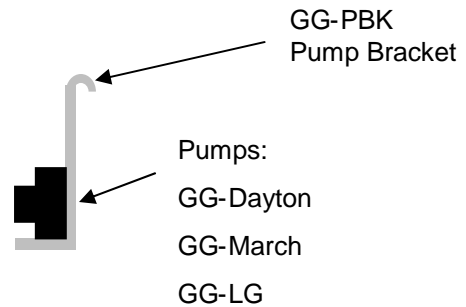 GG-PBK
Pump Bracket
Pumps:
GG-Dayton
GG-March
GG-LG